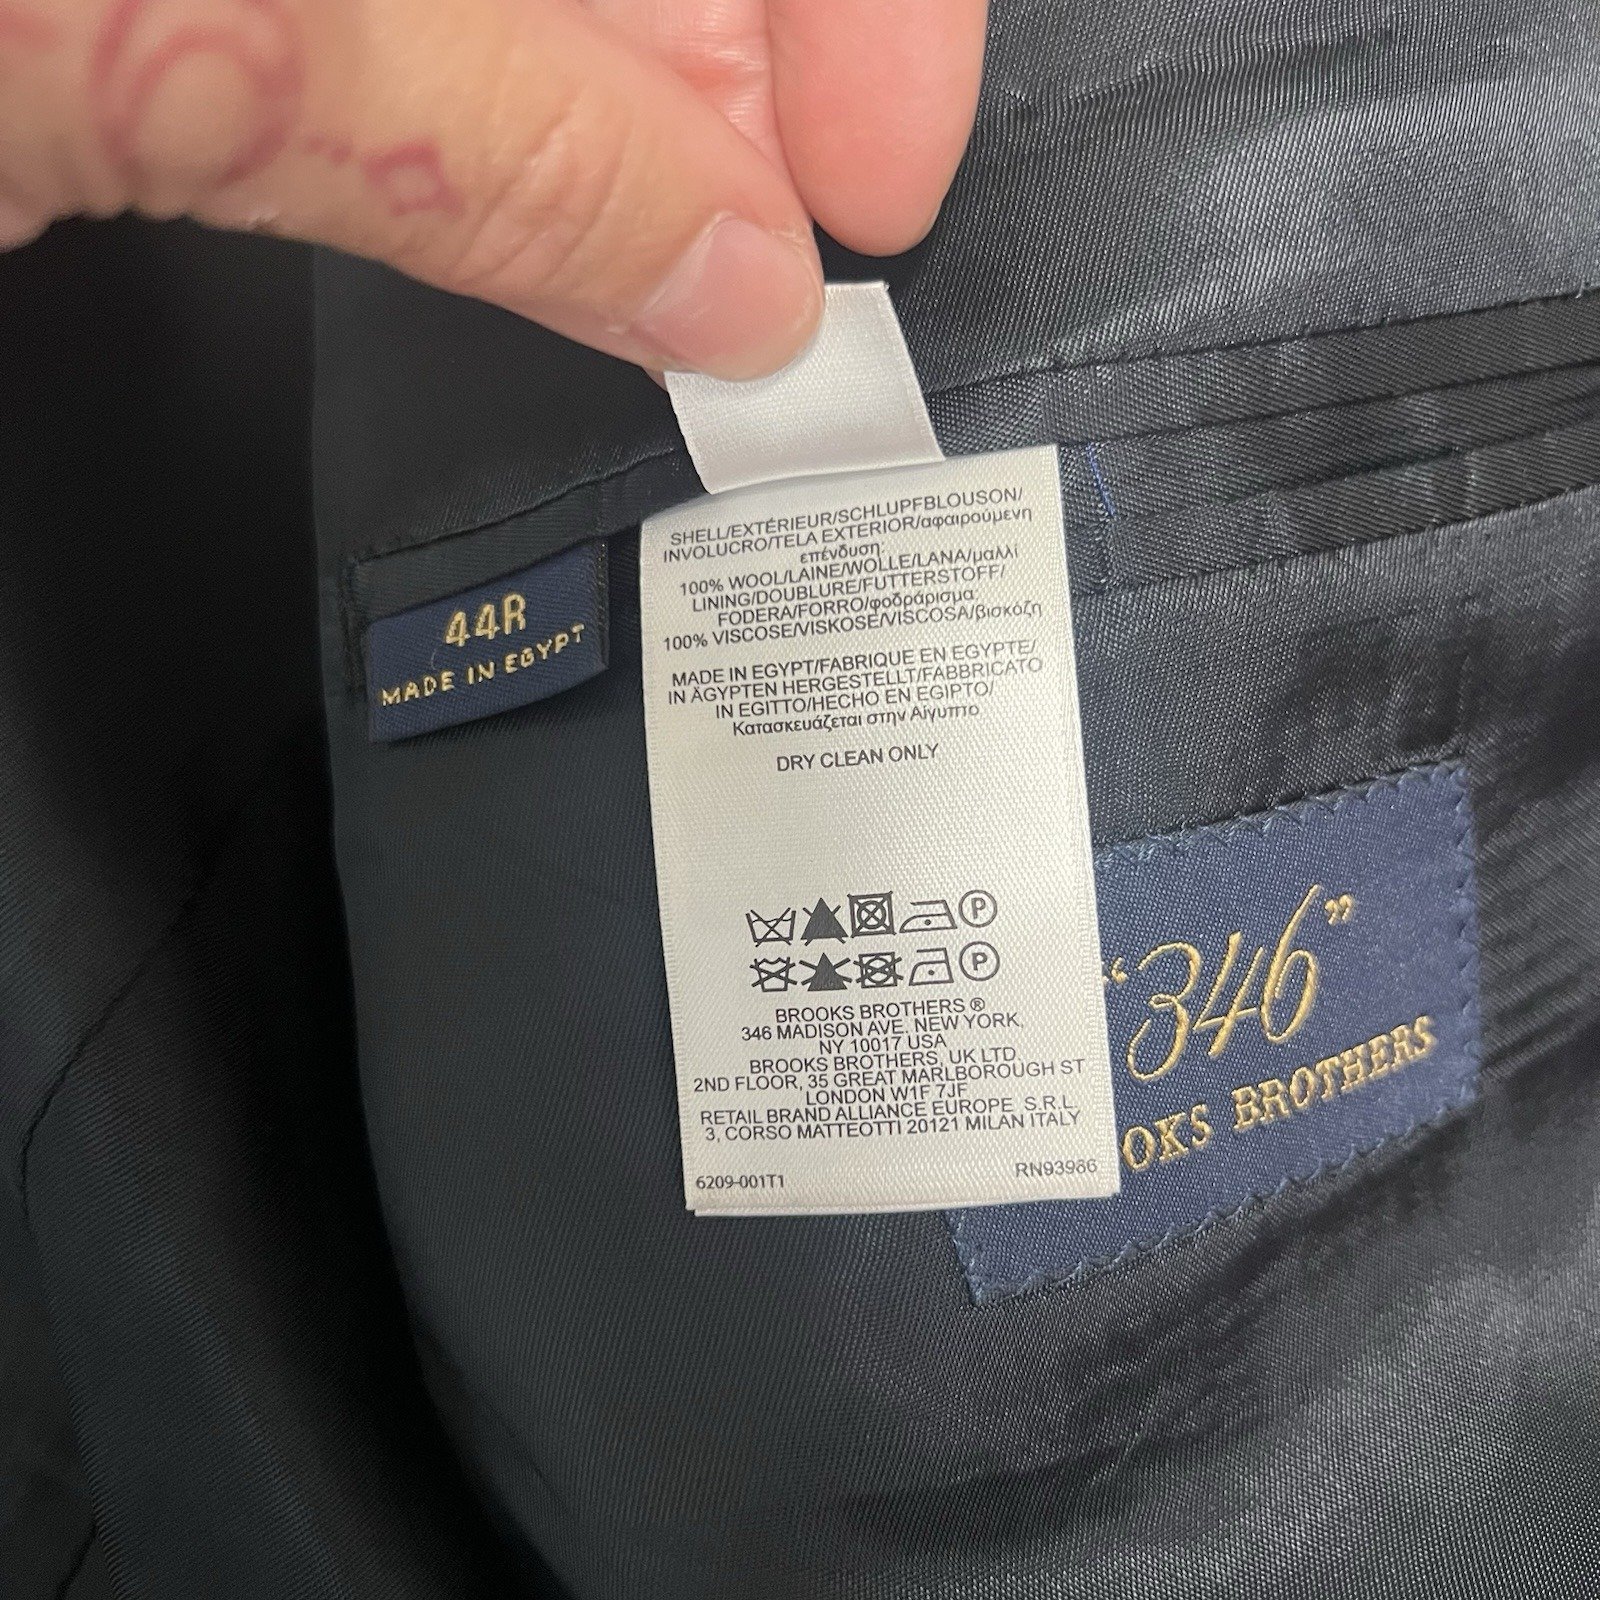 44R
MADE IN EGYPT
SHELL/EXTÉRIEUR/SCHLUPFBLOUSON/
INVOLUCRO/TELA EXTERIOR/αφαιρούμενη
επένδυση:
100% WOOL/LAINE/WOLLE/LANA/μαλλί
LINING/DOUBLURE/FUTTERSTOFF/
FODERA/FORRO/φοδράρισμα:
100% VISCOSE/VISKOSE/VISCOSA/βισκόζη
MADE IN EGYPT/FABRIQUE EN EGYPTE/
IN ÄGYPTEN HERGESTELLT/FABBRICATO
IN EGITTO/HECHO EN EGIPTO/
Κατασκευάζεται στην Αίγυπτο
DRY CLEAN ONLY
P
P
BROOKS BROTHERS ®
346 MADISON AVE. NEW YORK,
NY 10017 USA
BROOKS BROTHERS, UK LTD.
2ND FLOOR, 35 GREAT MARLBOROUGH ST
LONDON W1F 7JF
RETAIL BRAND ALLIANCE EUROPE, S.R.L.
3, CORSO MATTEOTTI 20121 MILAN ITALY
6209-001T1 RN93986
“346”
OKS BROTHERS